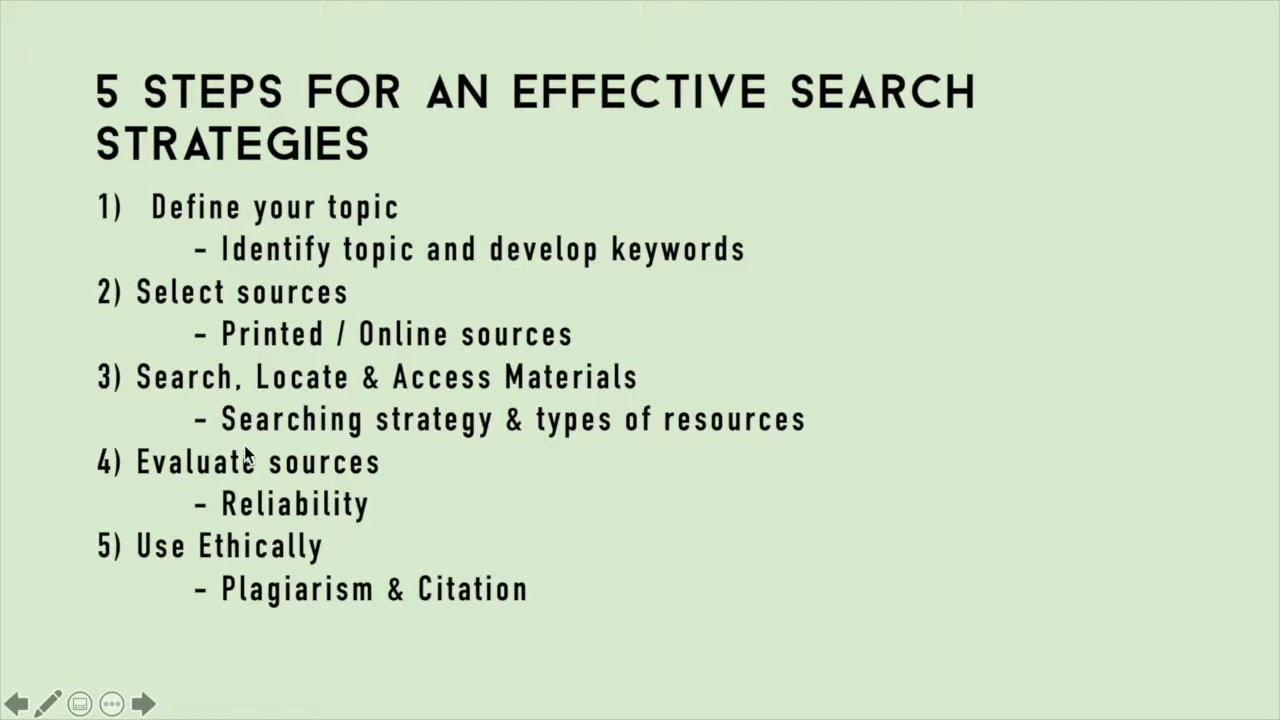 5 STEPS FOR AN EFFECTIVE SEARCH
STRATEGIES
1) Define your topic
- Identify topic and develop keywords
2) Select sources
- Printed / Online sources
3) Search, Locate & Access Materials
- Searching strategy & types of resources
4) Evaluate sources
- Reliability
5) Use Ethically
- Plagiarism & Citation